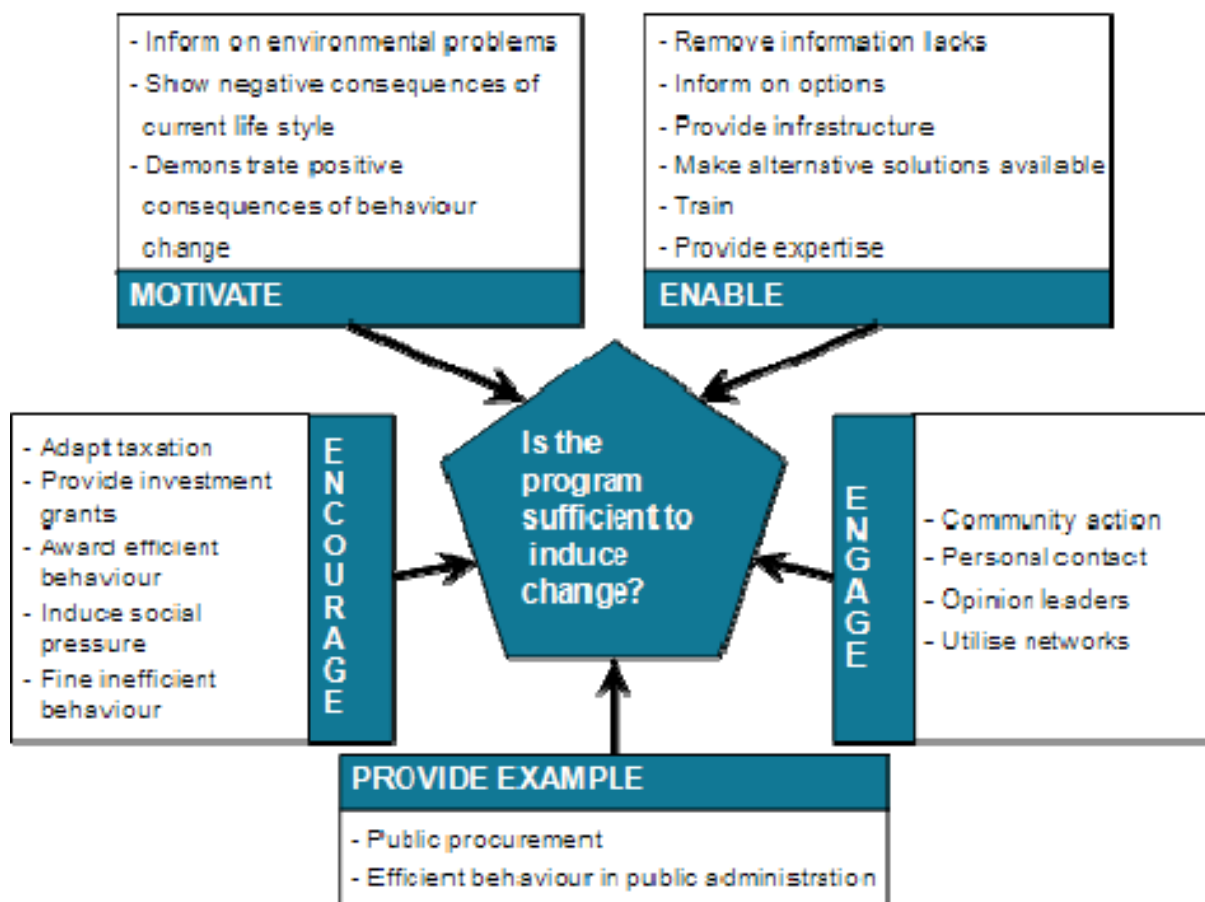 - Inform on environmental problems
- Show negative consequences of
current life style
- Demonstrate positive
consequences of behaviour
change
MOTIVATE
- Remove information llacks
- Inform on options
- Provide infrastructure
- Make alternative solutions available
- Train
- Provide expertise
ENABLE
- Adapt taxation
- Provide investment
grants
- Award efficient
behaviour
- Induce social
pressure
- Fine inefficient
behaviour
ENCOURAGE
Is the
program
sufficient to
induce
change?
ENGAGE
- Community action
- Personal contact
- Opinion leaders
- Utilise networks
PROVIDE EXAMPLE
- Public procurement
- Efficient behaviour in public administration